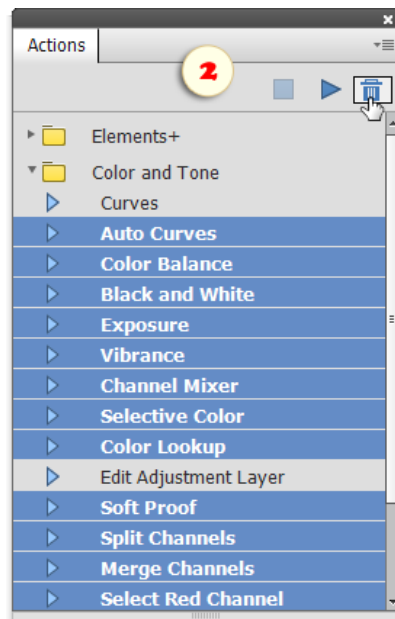 Actions
2
Elements+
Color and Tone
Curves
Auto Curves
Color Balance
Black and White
Exposure
Vibrance
Channel Mixer
Selective Color
Color Lookup
Edit Adjustment Layer
Soft Proof
Split Channels
Merge Channels
Select Red Channel